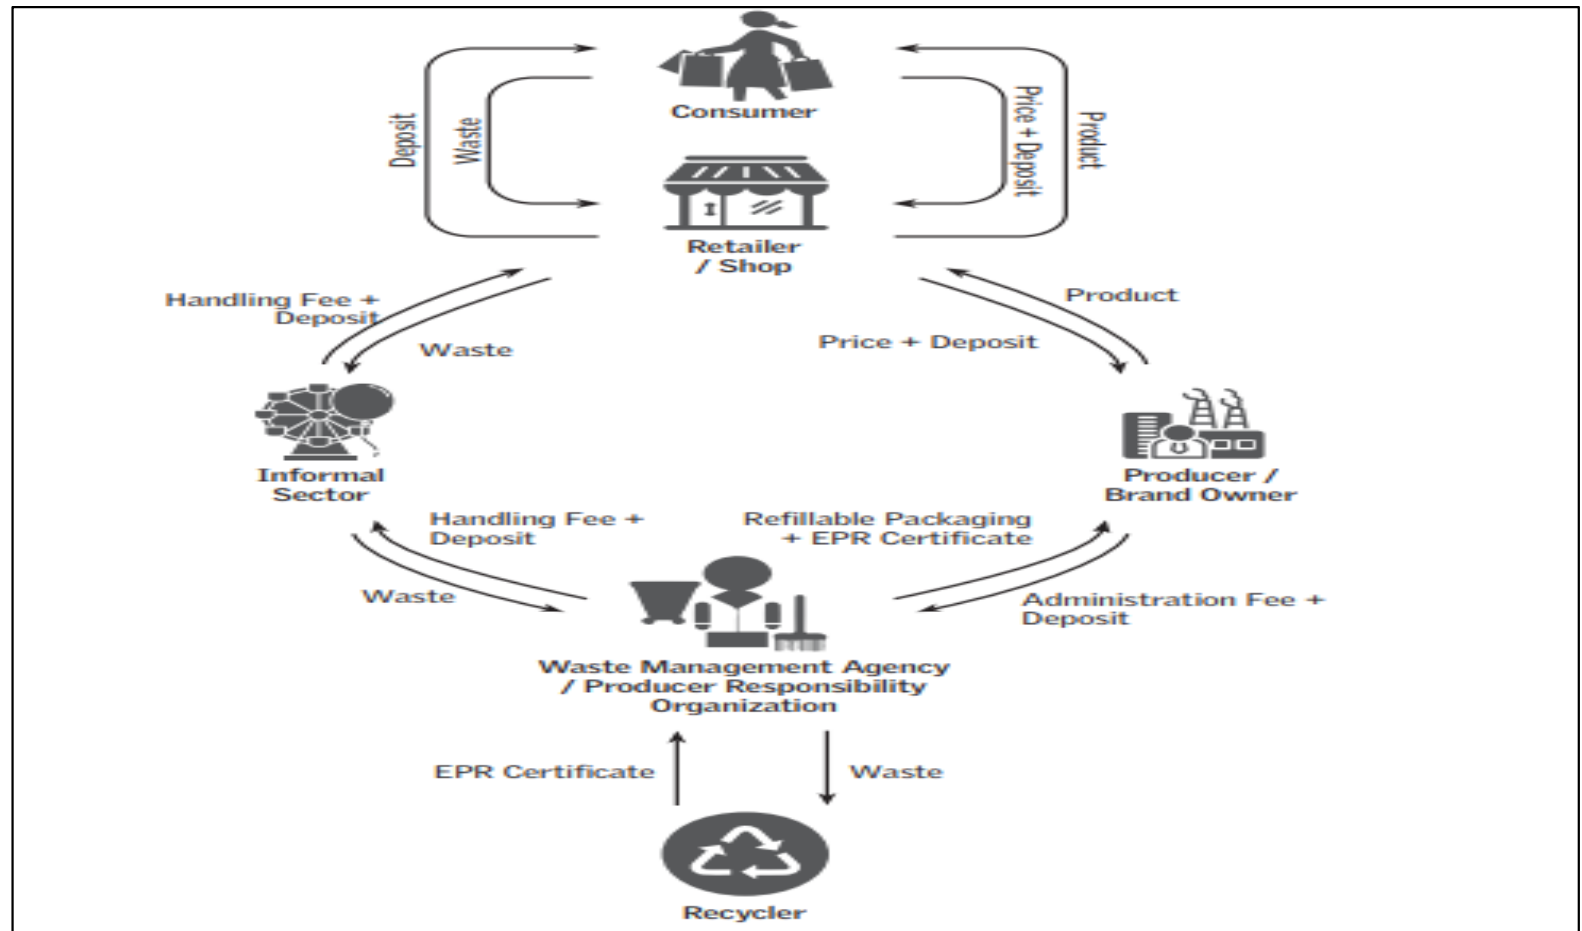 Consumer
Deposit
Waste
Price + Deposit
Product
Retailer
/ Shop
Handling Fee +
Deposit
Waste
Product
Price + Deposit
Informal
Sector
Producer /
Brand Owner
Handling Fee +
Deposit
Refillable Packaging
+ EPR Certificate
Waste
Administration Fee +
Deposit
Waste Management Agency
/ Producer Responsibility
Organization
EPR Certificate
Waste
Recycler